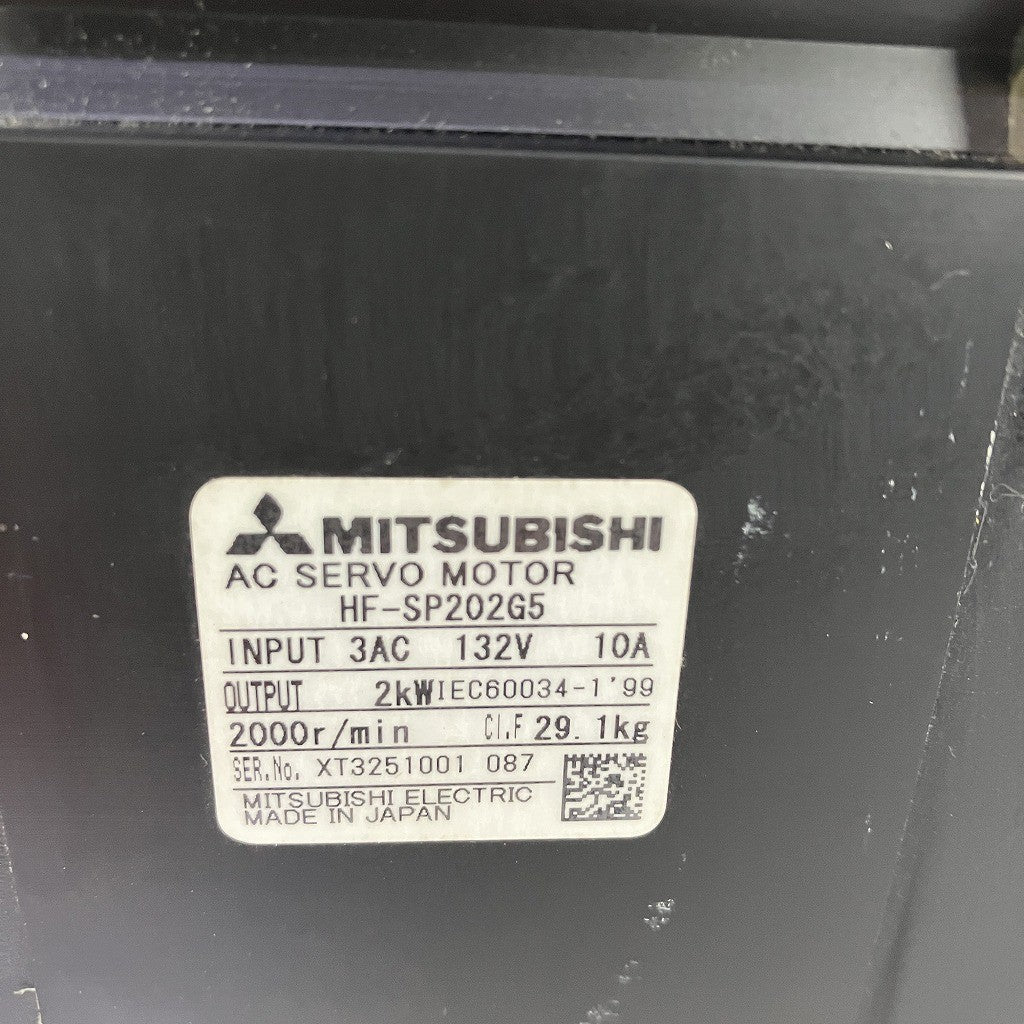 MITSUBISHI
AC SERVO MOTOR
HF-SP202G5
INPUT 3AC 132V 10A
OUTPUT 2kW IEC60034-1'99
2000r/min CI.F 29.1kg
SER.No. XT3251001 087
MITSUBISHI ELECTRIC
MADE IN JAPAN